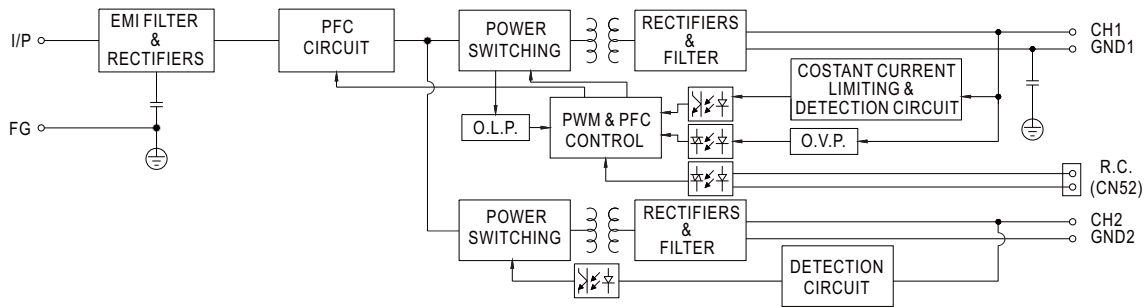 I/P
EMI FILTER
&
RECTIFIERS
PFC
CIRCUIT
POWER
SWITCHING
RECTIFIERS
&
FILTER
CH1
GND1
COSTANT CURRENT
LIMITING &
DETECTION CIRCUIT
FG
O.L.P.
PWM & PFC
CONTROL
O.V.P.
R.C.
(CN52)
POWER
SWITCHING
RECTIFIERS
&
FILTER
CH2
GND2
DETECTION
CIRCUIT